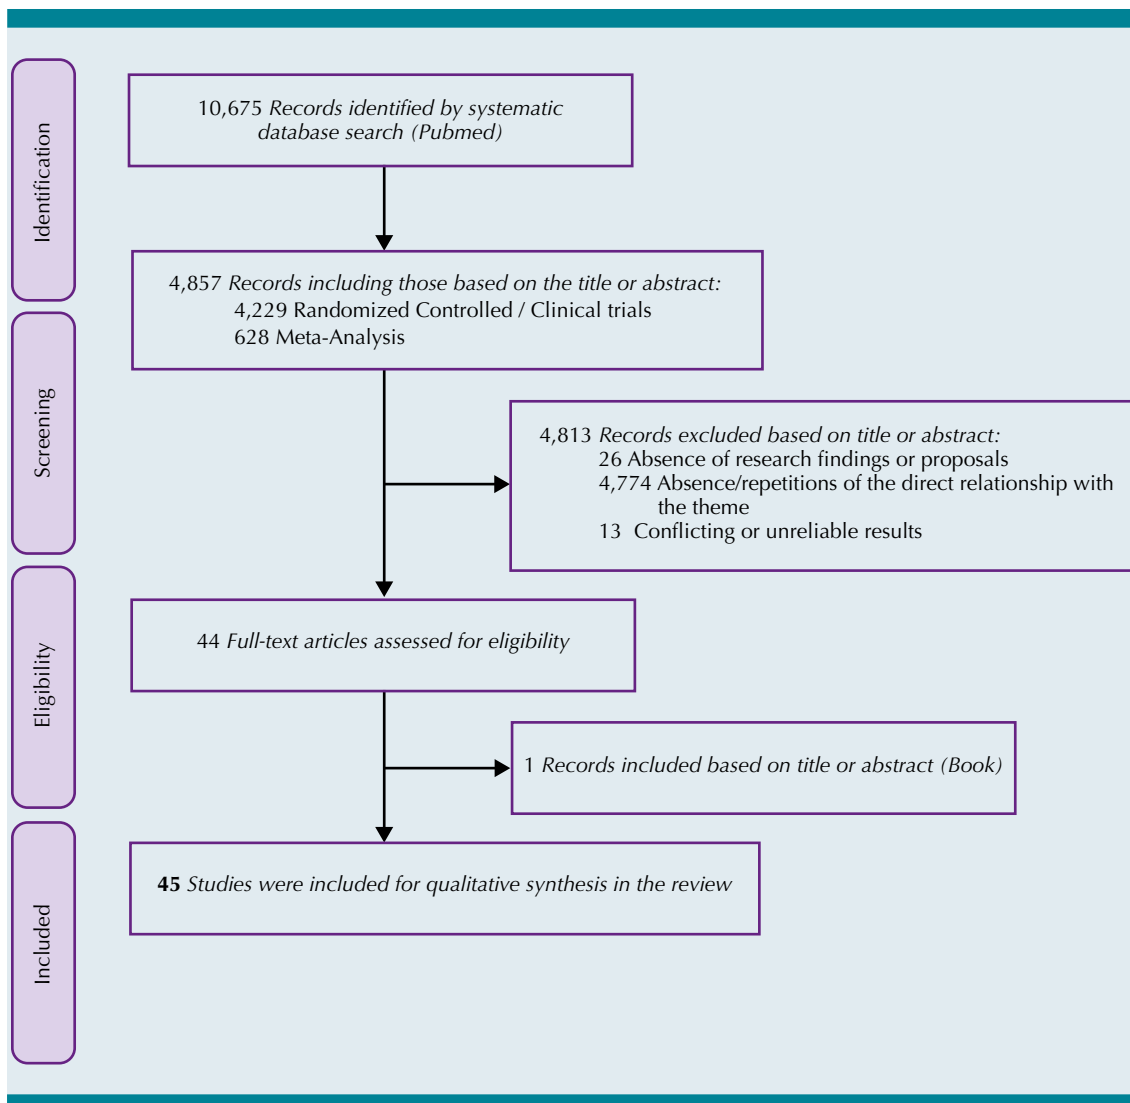 Identification
10,675 Records identified by systematic
database search (Pubmed)
4,857 Records including those based on the title or abstract:
4,229 Randomized Controlled / Clinical trials
628 Meta-Analysis
Screening
4,813 Records excluded based on title or abstract:
26 Absence of research findings or proposals
4,774 Absence/repetitions of the direct relationship with
the theme
13 Conflicting or unreliable results
Eligibility
44 Full-text articles assessed for eligibility
1 Records included based on title or abstract (Book)
Included
45 Studies were included for qualitative synthesis in the review